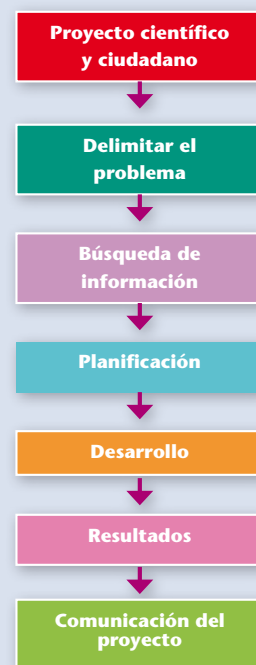 Proyecto científico
y ciudadano
Delimitar el
problema
Búsqueda de
información
Planificación
Desarrollo
Resultados
Comunicación del
proyecto